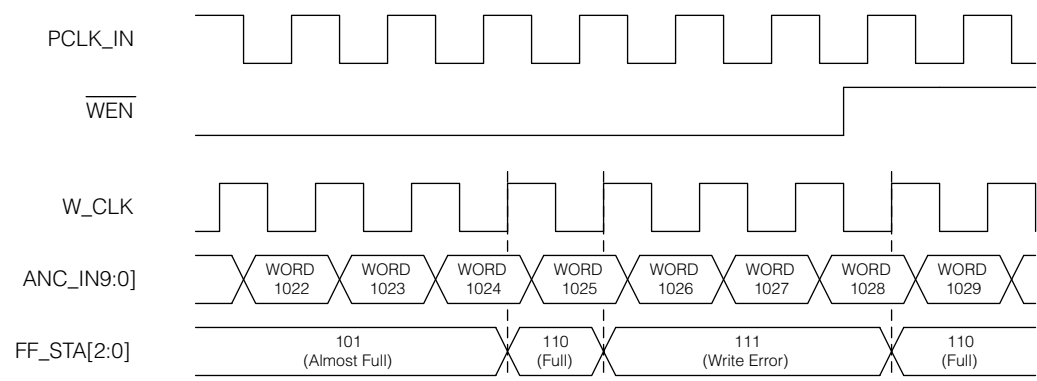 PCLK_IN
WEN
W_CLK
ANC_IN9:0]
WORD 1022
WORD 1023
WORD 1024
WORD 1025
WORD 1026
WORD 1027
WORD 1028
WORD 1029
FF_STA[2:0]
101
(Almost Full)
110
(Full)
111
(Write Error)
110
(Full)